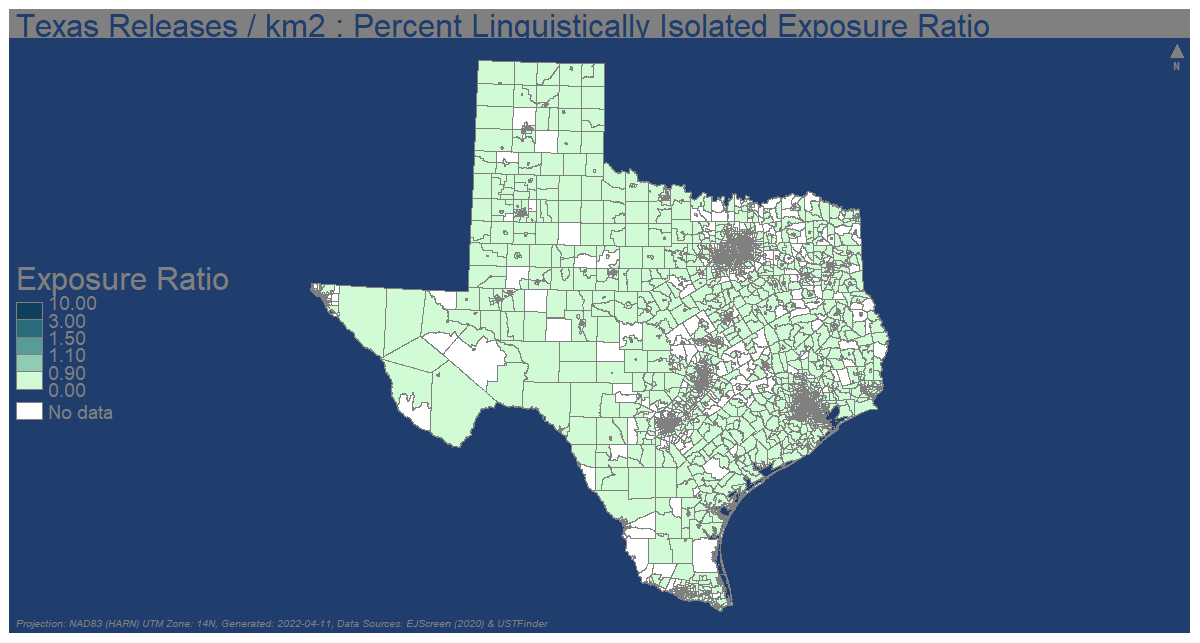 Texas Releases / km2 : Percent Linguistically Isolated Exposure Ratio
N
Exposure Ratio
10.00
3.00
1.50
1.10
0.90
0.00
No data
Projection: NAD83 (HARN) UTM Zone: 14N, Generated: 2022-04-11, Data Sources: EJScreen (2020) & USTFinder